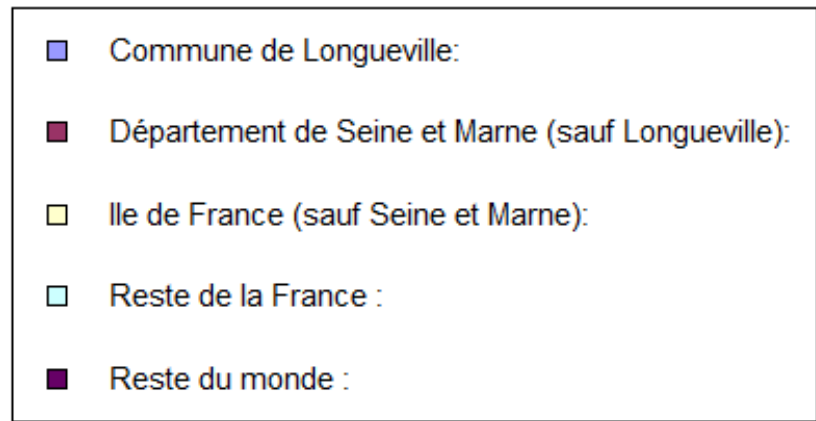 Commune de Longueville:
Département de Seine et Marne (sauf Longueville):
Ile de France (sauf Seine et Marne):
Reste de la France :
Reste du monde :